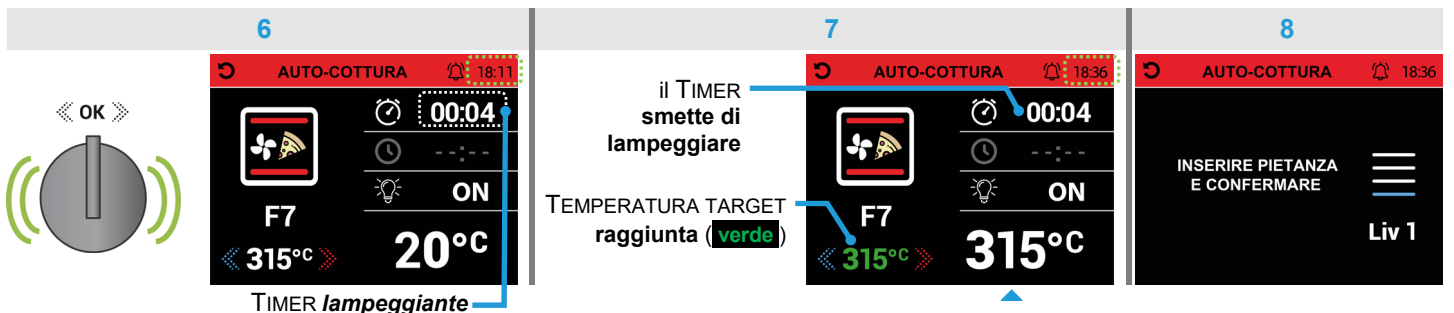 6
OK
AUTO-COTTURA 18:11
00:04
--:--
ON
F7
315°C
20°C
TIMER lampeggiante
7
il TIMER
smette di
lampeggiare
TEMPERATURA TARGET
raggiunta ( verde )
AUTO-COTTURA 18:36
00:04
--:--
ON
F7
315°C
315°C
8
AUTO-COTTURA 18:36
INSERIRE PIETANZA
E CONFERMARE
Liv 1